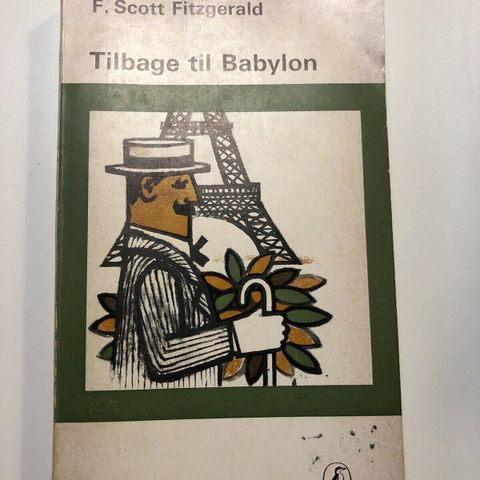 F. Scott Fitzgerald
Tilbage til Babylon